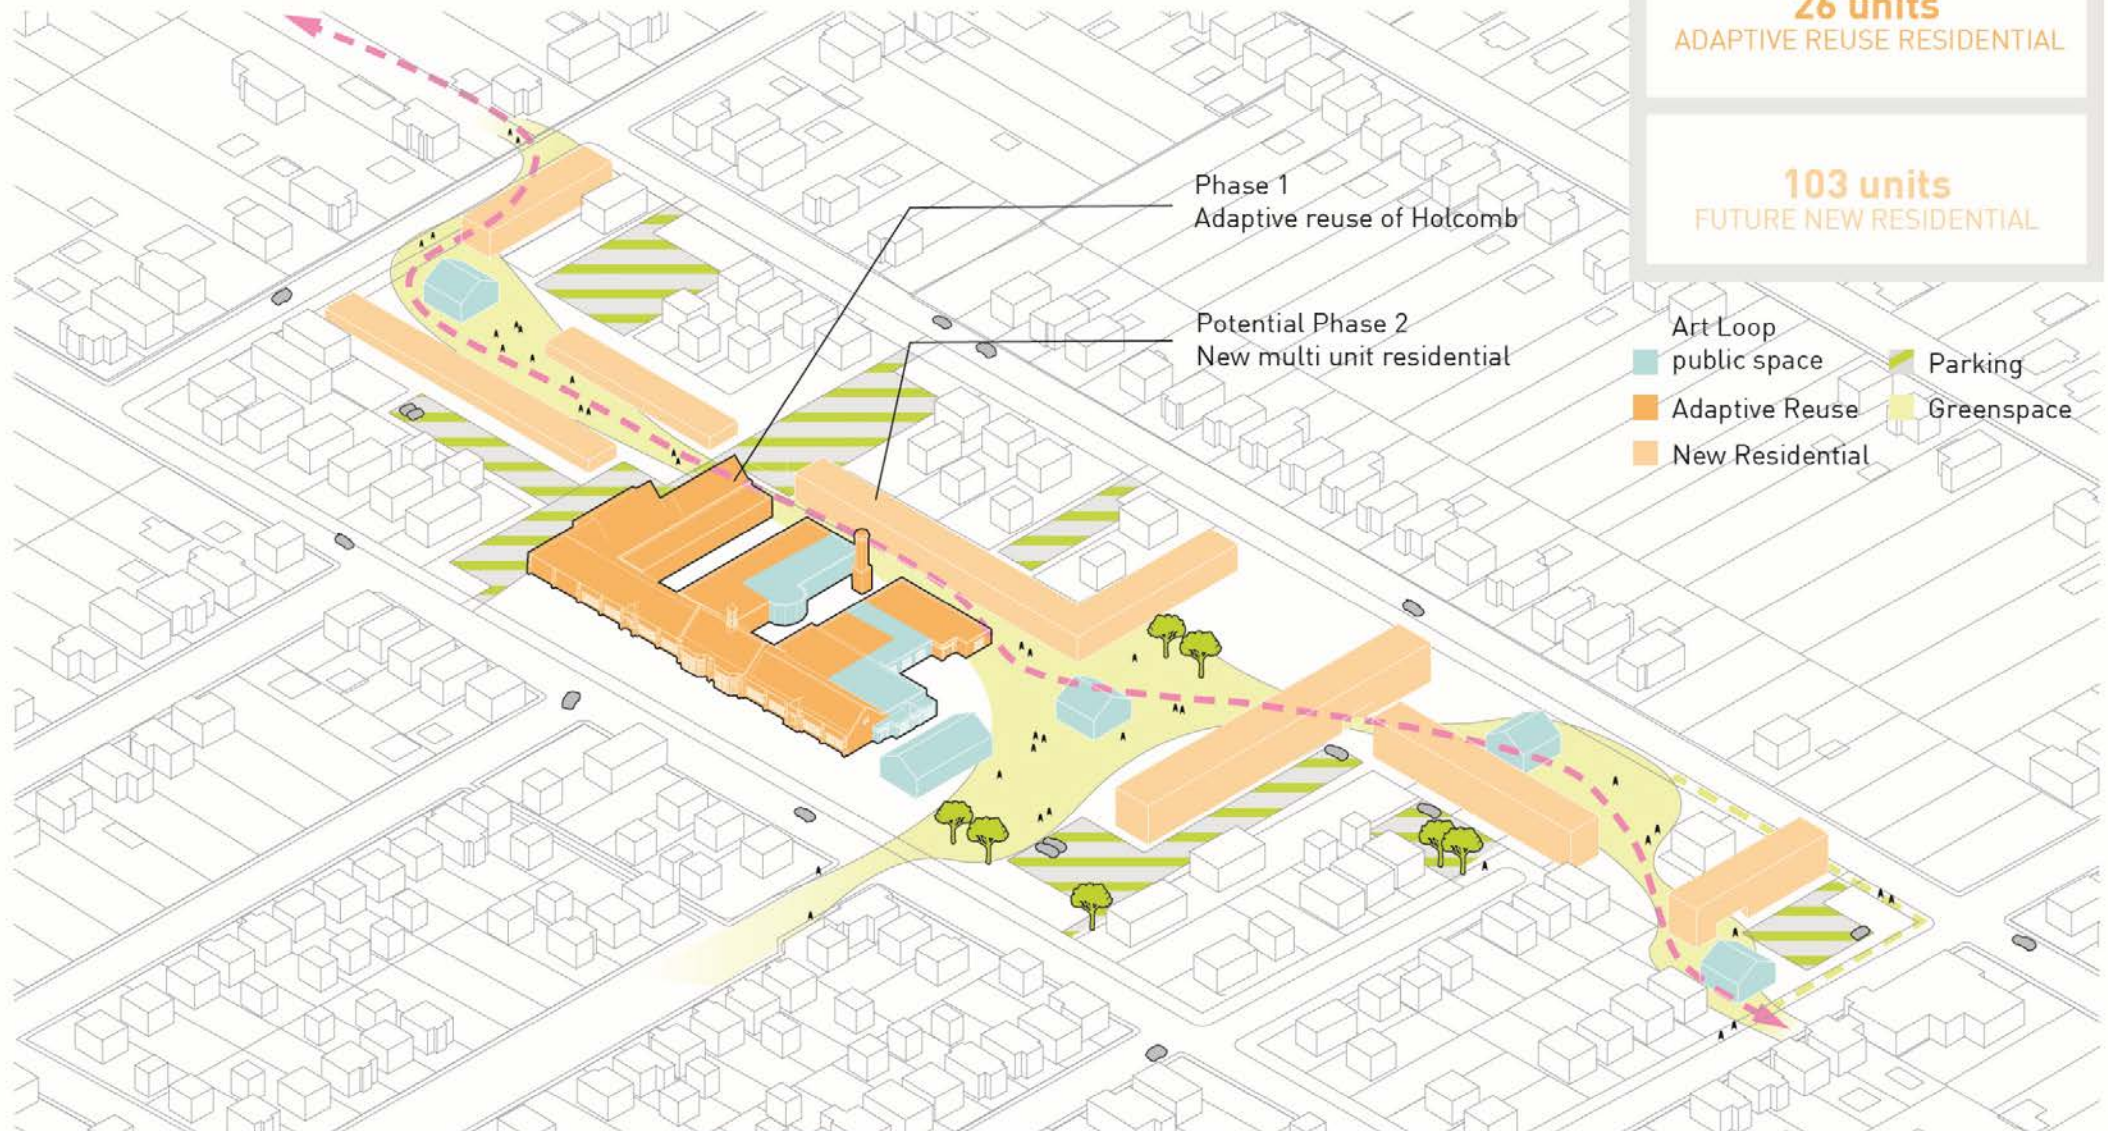 26 units
ADAPTIVE REUSE RESIDENTIAL
103 units
FUTURE NEW RESIDENTIAL
Phase 1
Adaptive reuse of Holcomb
Potential Phase 2
New multi unit residential
Art Loop
public space
Adaptive Reuse
New Residential
Parking
Greenspace